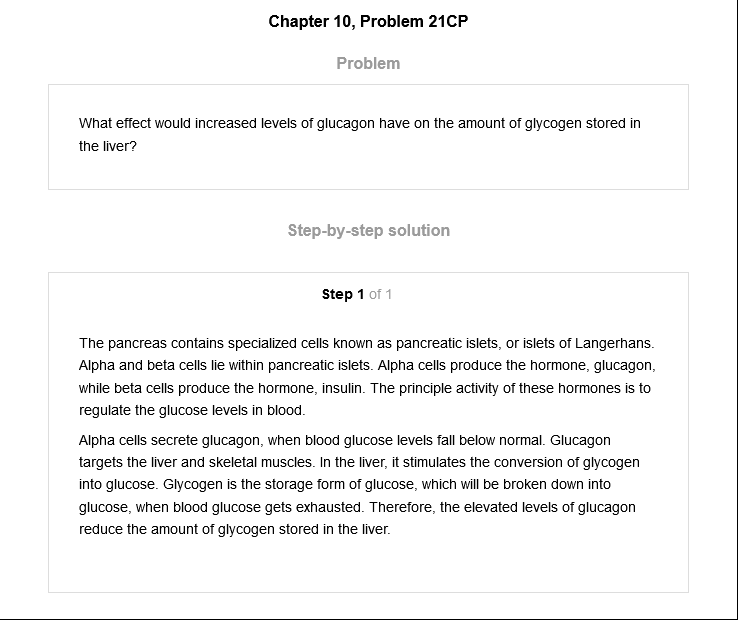 Chapter 10, Problem 21CP
Problem
What effect would increased levels of glucagon have on the amount of glycogen stored in
the liver?
Step-by-step solution
Step 1 of 1
The pancreas contains specialized cells known as pancreatic islets, or islets of Langerhans.
Alpha and beta cells lie within pancreatic islets. Alpha cells produce the hormone, glucagon,
while beta cells produce the hormone, insulin. The principle activity of these hormones is to
regulate the glucose levels in blood.
Alpha cells secrete glucagon, when blood glucose levels fall below normal. Glucagon
targets the liver and skeletal muscles. In the liver, it stimulates the conversion of glycogen
into glucose. Glycogen is the storage form of glucose, which will be broken down into
glucose, when blood glucose gets exhausted. Therefore, the elevated levels of glucagon
reduce the amount of glycogen stored in the liver.